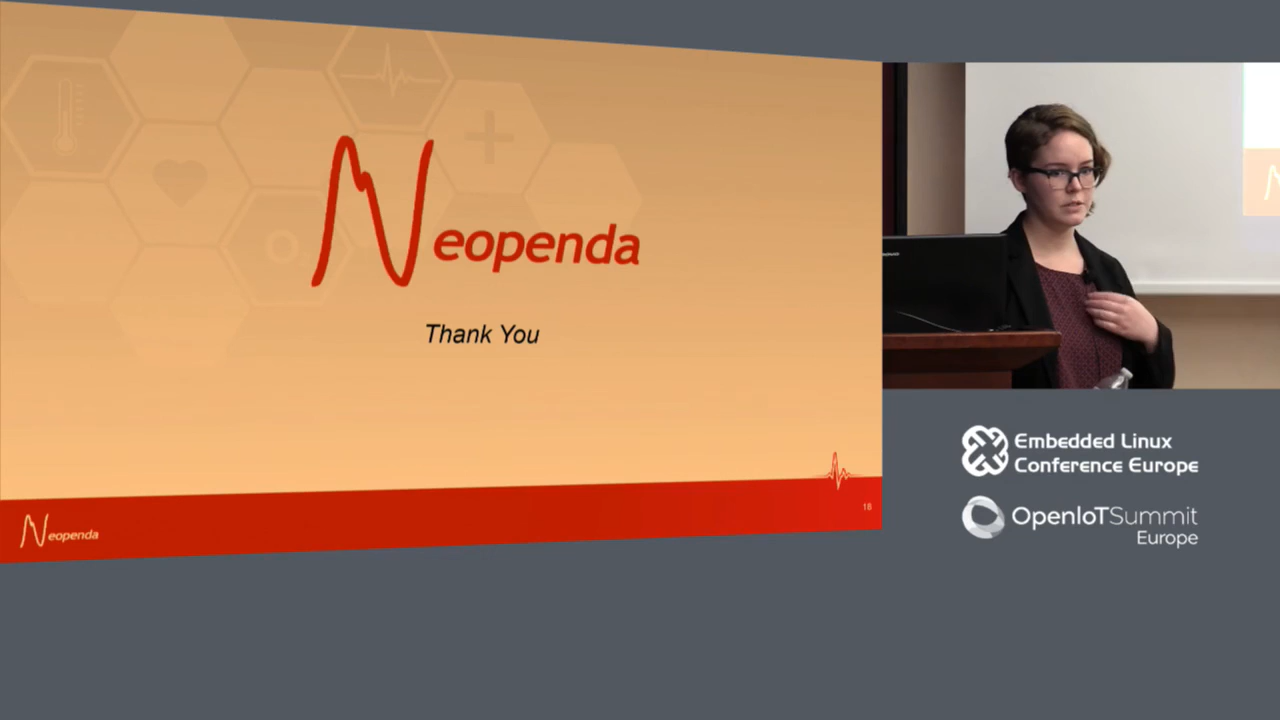 Neopenda
Thank You
Neopenda
18
Embedded Linux
Conference Europe
OpenIoTSummit
Europe